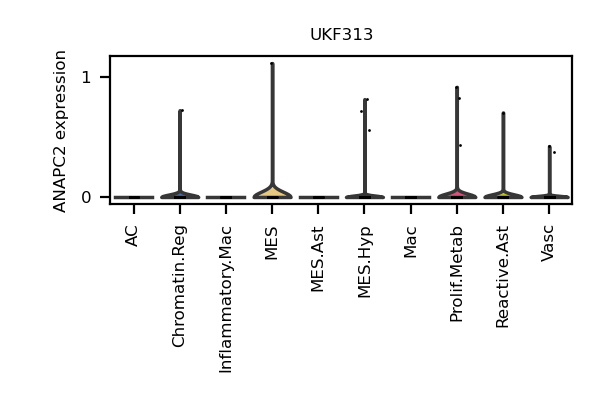 UKF313
ANAPC2 expression
1
0
AC
Chromatin.Reg
Inflammatory.Mac
MES
MES.Ast
MES.Hyp
Mac
Prolif.Metab
Reactive.Ast
Vasc